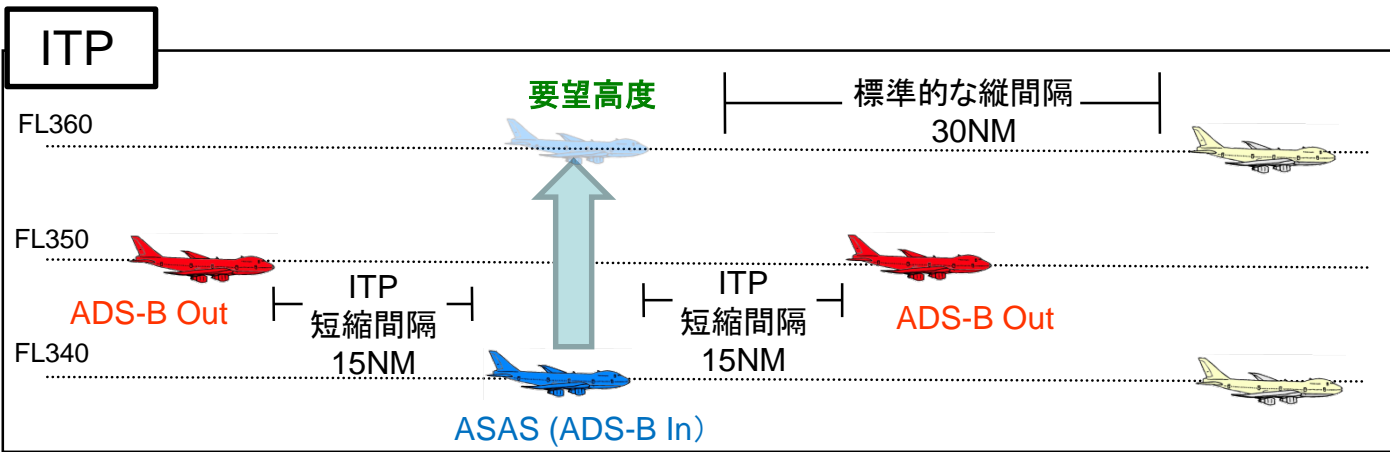 ITP
要望高度
標準的な縦間隔
30NM
FL360
FL350
ADS-B Out
ITP
短縮間隔
15NM
ITP
短縮間隔
15NM
ADS-B Out
FL340
ASAS (ADS-B In）